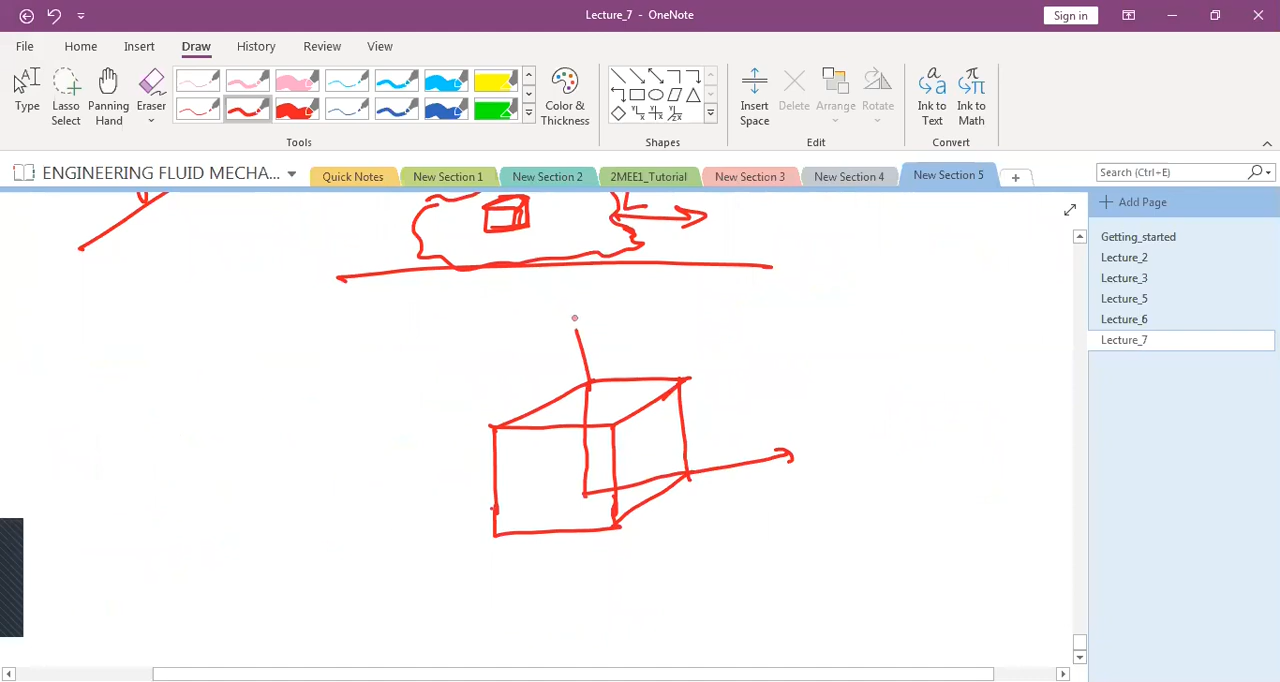 Lecture_7 - OneNote
Sign in
File Home Insert Draw History Review View
Type
Lasso Select
Panning Hand
Eraser
Color & Thickness
Insert Space
Delete
Arrange
Rotate
Ink to Text
Ink to Math
Tools
Shapes
Edit
Convert
ENGINEERING FLUID MECHA...
Quick Notes
New Section 1
New Section 2
2MEE1_Tutorial
New Section 3
New Section 4
New Section 5
Search (Ctrl+E)
Add Page
Getting_started
Lecture_2
Lecture_3
Lecture_5
Lecture_6
Lecture_7